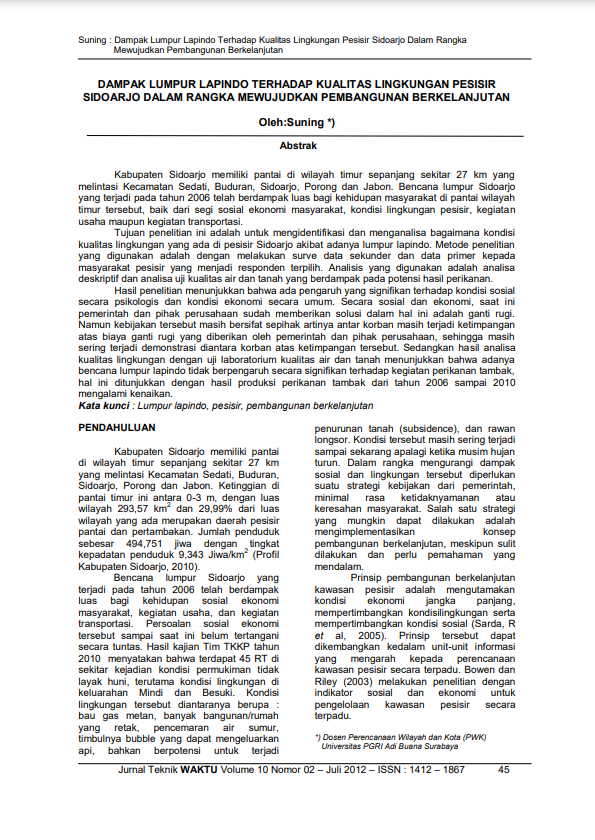 Suning : Dampak Lumpur Lapindo Terhadap Kualitas Lingkungan Pesisir Sidoarjo Dalam Rangka
Mewujudkan Pembangunan Berkelanjutan
DAMPAK LUMPUR LAPINDO TERHADAP KUALITAS LINGKUNGAN PESISIR
SIDOARJO DALAM RANGKA MEWUJUDKAN PEMBANGUNAN BERKELANJUTAN
Oleh:Suning *)
Abstrak
Kabupaten Sidoarjo memiliki pantai di wilayah timur sepanjang sekitar 27 km yang
melintasi Kecamatan Sedati, Buduran, Sidoarjo, Porong dan Jabon. Bencana lumpur Sidoarjo
yang terjadi pada tahun 2006 telah berdampak luas bagi kehidupan masyarakat di pantai wilayah
timur tersebut, baik dari segi sosial ekonomi masyarakat, kondisi lingkungan pesisir, kegiatan
usaha maupun kegiatan transportasi.
Tujuan penelitian ini adalah untuk mengidentifikasi dan menganalisa bagaimana kondisi
kualitas lingkungan yang ada di pesisir Sidoarjo akibat adanya lumpur lapindo. Metode penelitian
yang digunakan adalah dengan melakukan surve data sekunder dan data primer kepada
masyarakat pesisir yang menjadi responden terpilih. Analisis yang digunakan adalah analisa
deskriptif dan analisa uji kualitas air dan tanah yang berdampak pada potensi hasil perikanan.
Hasil penelitian menunjukkan bahwa ada pengaruh yang signifikan terhadap kondisi sosial
secara psikologis dan kondisi ekonomi secara umum. Secara sosial dan ekonomi, saat ini
pemerintah dan pihak perusahaan sudah memberikan solusi dalam hal ini adalah ganti rugi.
Namun kebijakan tersebut masih bersifat sepihak artinya antar korban masih terjadi ketimpangan
atas biaya ganti rugi yang diberikan oleh pemerintah dan pihak perusahaan, sehingga masih
sering terjadi demonstrasi diantara korban atas ketimpangan tersebut. Sedangkan hasil analisa
kualitas lingkungan dengan uji laboratorium kualitas air dan tanah menunjukkan bahwa adanya
bencana lumpur lapindo tidak berpengaruh secara signifikan terhadap kegiatan perikanan tambak,
hal ini ditunjukkan dengan hasil produksi perikanan tambak dari tahun 2006 sampai 2010
mengalami kenaikan.
Kata kunci : Lumpur lapindo, pesisir, pembangunan berkelanjutan
PENDAHULUAN
Kabupaten Sidoarjo memiliki pantai
di wilayah timur sepanjang sekitar 27 km
yang melintasi Kecamatan Sedati, Buduran,
Sidoarjo, Porong dan Jabon. Ketinggian di
pantai timur ini antara 0-3 m, dengan luas
wilayah 293,57 km2 dan 29,99% dari luas
wilayah yang ada merupakan daerah pesisir
pantai dan pertambakan. Jumlah penduduk
sebesar 494,751 jiwa dengan tingkat
kepadatan penduduk 9,343 Jiwa/km2 (Profil
Kabupaten Sidoarjo, 2010).
Bencana lumpur Sidoarjo yang
terjadi pada tahun 2006 telah berdampak
luas bagi kehidupan sosial ekonomi
masyarakat, kegiatan usaha, dan kegiatan
transportasi. Persoalan sosial ekonomi
tersebut sampai saat ini belum tertangani
secara tuntas. Hasil kajian Tim TKKP tahun
2010 menyatakan bahwa terdapat 45 RT di
sekitar kejadian kondisi permukiman tidak
layak huni, terutama kondisi lingkungan di
keluarahan Mindi dan Besuki. Kondisi
lingkungan tersebut diantaranya berupa :
bau gas metan, banyak bangunan/rumah
yang retak, pencemaran air sumur,
timbulnya bubble yang dapat mengeluarkan
api, bahkan berpotensi untuk terjadi
penurunan tanah (subsidence), dan rawan
longsor. Kondisi tersebut masih sering terjadi
sampai sekarang apalagi ketika musim hujan
turun. Dalam rangka mengurangi dampak
sosial dan lingkungan tersebut diperlukan
suatu strategi kebijakan dari pemerintah,
minimal rasa ketidaknyamanan atau
keresahan masyarakat. Salah satu strategi
yang mungkin dapat dilakukan adalah
mengimplementasikan konsep
pembangunan berkelanjutan, meskipun sulit
dilakukan dan perlu pemahaman yang
mendalam.
Prinsip pembangunan berkelanjutan
kawasan pesisir adalah mengutamakan
kondisi ekonomi jangka panjang,
mempertimbangkan kondisilingkungan serta
mempertimbangkan kondisi sosial (Sarda, R
et al, 2005). Prinsip tersebut dapat
dikembangkan kedalam unit-unit informasi
yang mengarah kepada perencanaan
kawasan pesisir secara terpadu. Bowen dan
Riley (2003) melakukan penelitian dengan
indikator sosial dan ekonomi untuk
pengelolaan kawasan pesisir secara
terpadu.
*) Dosen Perencanaan Wilayah dan Kota (PWK)
Universitas PGRI Adi Buana Surabaya
Jurnal Teknik WAKTU Volume 10 Nomor 02 – Juli 2012 – ISSN : 1412 – 1867 45